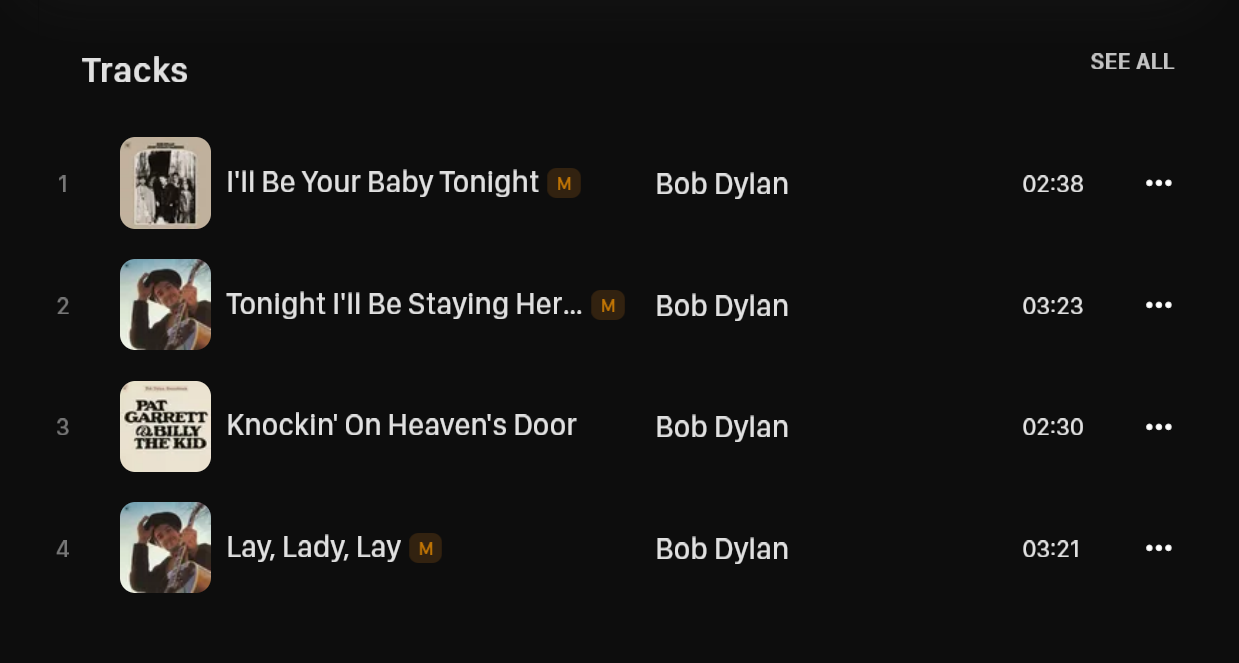 Tracks
SEE ALL
1
I'll Be Your Baby Tonight M
Bob Dylan
02:38
2
Tonight I'll Be Staying Her... M
Bob Dylan
03:23
PAT
GARRETT
& BILLY
THE KID
3
Knockin' On Heaven's Door
Bob Dylan
02:30
4
Lay, Lady, Lay M
Bob Dylan
03:21